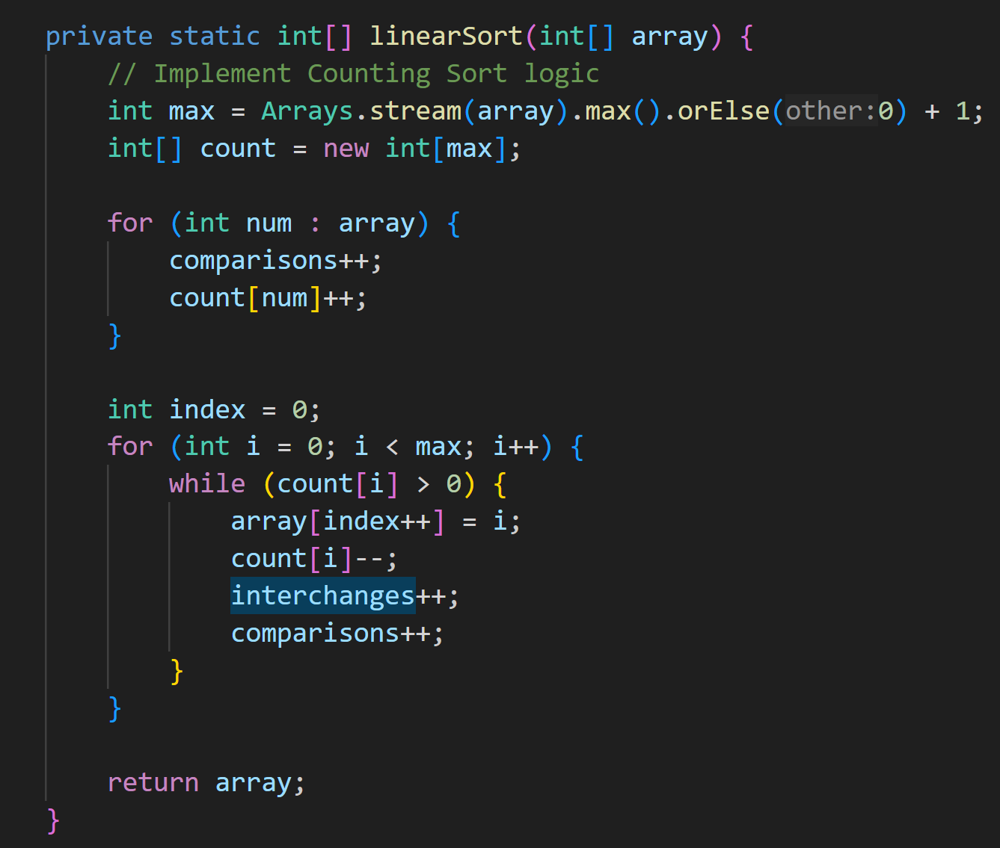 private static int[] linearSort(int[] array) {
    // Implement Counting Sort logic
    int max = Arrays.stream(array).max().orElse(other:0) + 1;
    int[] count = new int[max];

    for (int num : array) {
        comparisons++;
        count[num]++;
    }

    int index = 0;
    for (int i = 0; i < max; i++) {
        while (count[i] > 0) {
            array[index++] = i;
            count[i]--;
            interchanges++;
            comparisons++;
        }
    }

    return array;
}